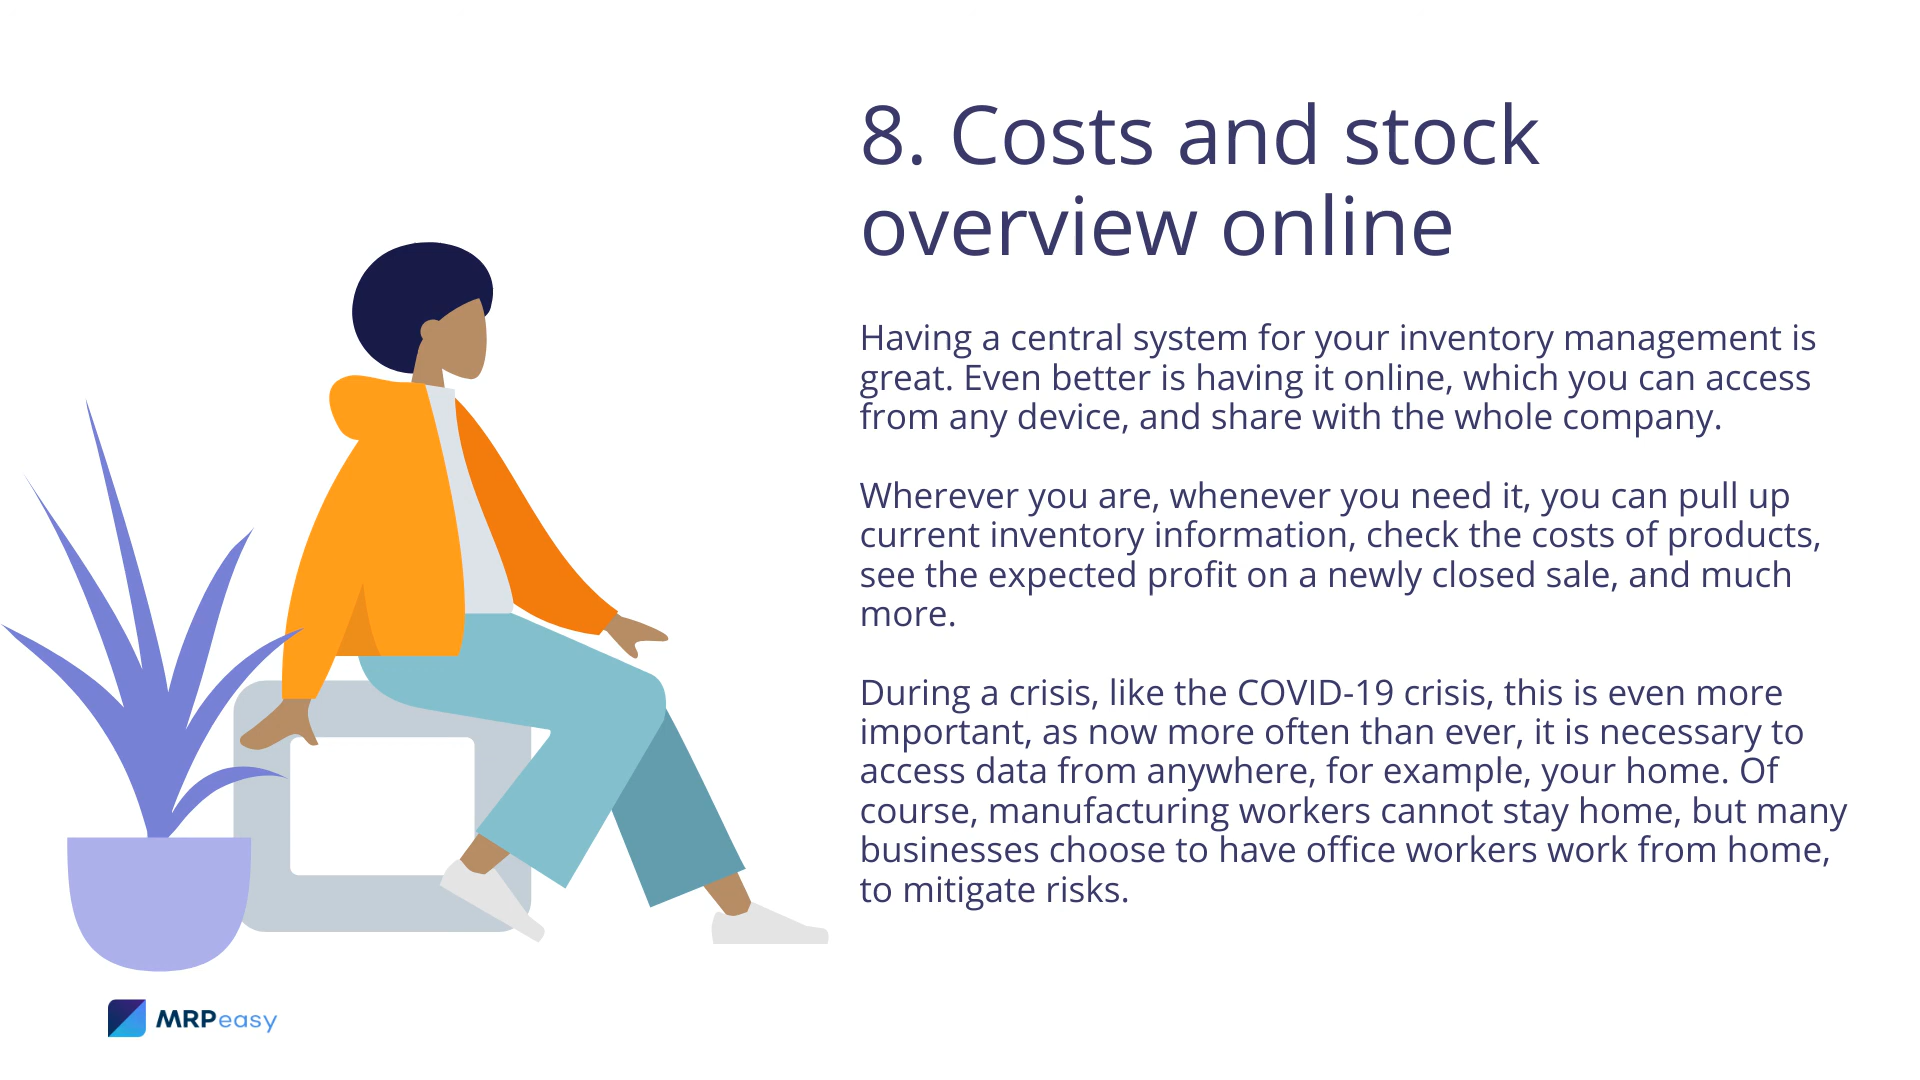 8. Costs and stock
overview online
Having a central system for your inventory management is
great. Even better is having it online, which you can access
from any device, and share with the whole company.
Wherever you are, whenever you need it, you can pull up
current inventory information, check the costs of products,
see the expected profit on a newly closed sale, and much
more.
During a crisis, like the COVID-19 crisis, this is even more
important, as now more often than ever, it is necessary to
access data from anywhere, for example, your home. Of
course, manufacturing workers cannot stay home, but many
businesses choose to have office workers work from home,
to mitigate risks.
MRPeasy